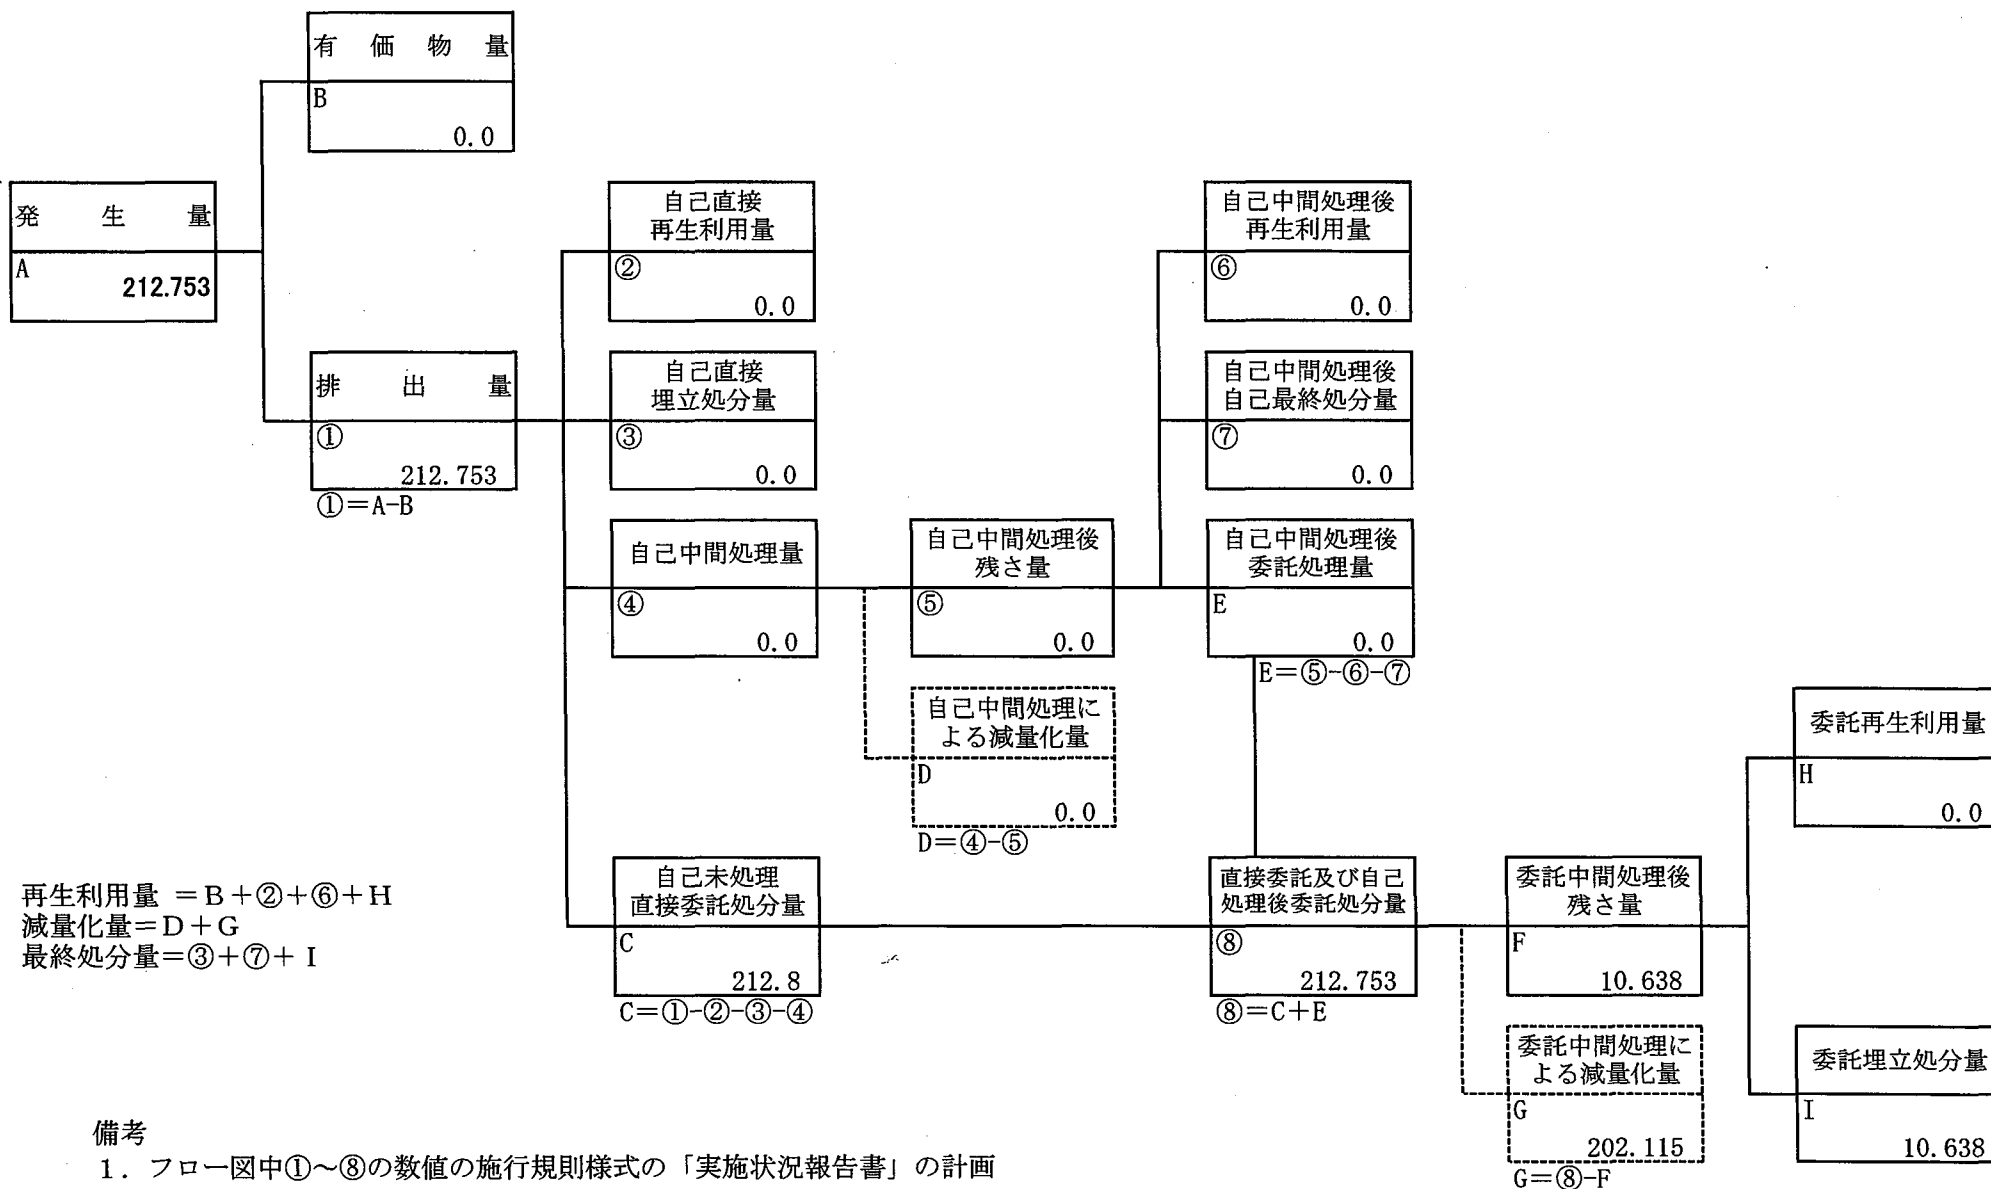 有価物量
B
0.0
発生量
A
212.753
排出量
①
212.753
①＝A-B
自己直接
再生利用量
②
0.0
自己直接
埋立処分量
③
0.0
自己中間処理量
④
0.0
自己中間処理後
残さ量
⑤
0.0
自己中間処理に
よる減量化量
D
0.0
D＝④-⑤
自己中間処理後
再生利用量
⑥
0.0
自己中間処理後
自己最終処分量
⑦
0.0
自己中間処理後
委託処理量
E
0.0
E＝⑤-⑥-⑦
自己未処理
直接委託処分量
C
212.8
C＝①-②-③-④
直接委託及び自己
処理後委託処分量
⑧
212.753
⑧＝C+E
委託中間処理後
残さ量
F
10.638
委託中間処理に
よる減量化量
G
202.115
G＝⑧-F
委託再生利用量
H
0.0
委託埋立処分量
I
10.638
再生利用量 ＝B＋②＋⑥＋H
減量化量＝D＋G
最終処分量＝③＋⑦＋I
備考
1．フロー図中①～⑧の数値の施行規則様式の「実施状況報告書」の計画